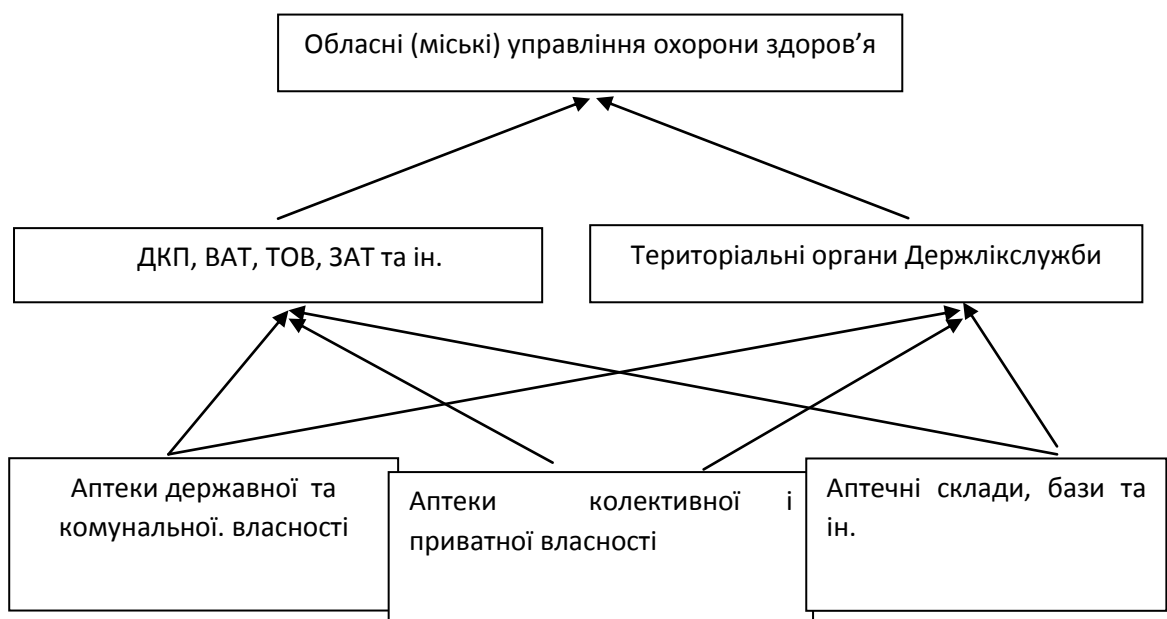 Обласні (міські) управління охорони здоров’я
ДКП, ВАТ, ТОВ, ЗАТ та ін.
Територіальні органи Держлікслужби
Аптеки державної та
комунальної. власності
Аптеки колективної і
приватної власності
Аптечні склади, бази та
ін.